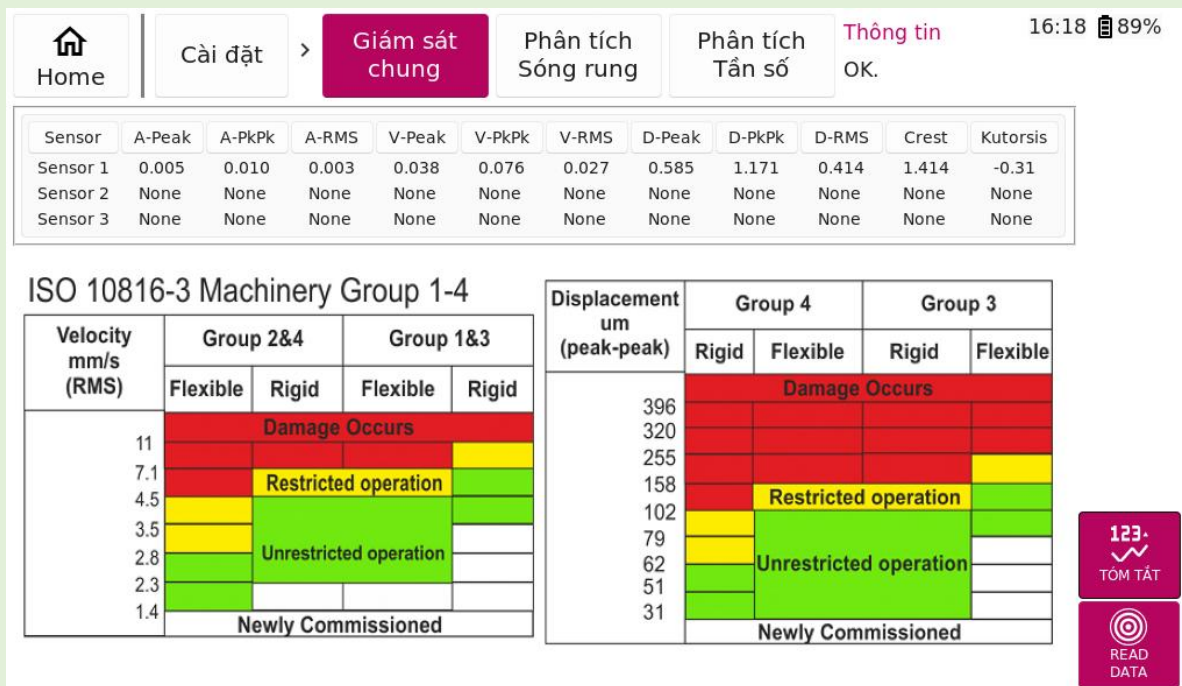 Home
Cài đặt
>
Giám sát
chung
Phân tích
Sóng rung
Phân tích
Tần số
Thông tin
OK.
16:18 89%
Sensor A-Peak A-PkPk A-RMS V-Peak V-PkPk V-RMS D-Peak D-PkPk D-RMS Crest Kutorsis
Sensor 1 0.005 0.010 0.003 0.038 0.076 0.027 0.585 1.171 0.414 1.414 -0.31
Sensor 2 None None None None None None None None None None None
Sensor 3 None None None None None None None None None None None
ISO 10816-3 Machinery Group 1-4
Velocity
mm/s
(RMS)
Group 2&4 Group 1&3
Flexible Rigid Flexible Rigid
Damage Occurs
11
7.1
Restricted operation
4.5
3.5
Unrestricted operation
2.8
2.3
1.4
Newly Commissioned
Displacement
um
(peak-peak)
Group 4 Group 3
Rigid Flexible Rigid Flexible
Damage Occurs
396
320
255
158
Restricted operation
102
79
62
Unrestricted operation
51
31
Newly Commissioned
123
TÓM TẮT
READ
DATA